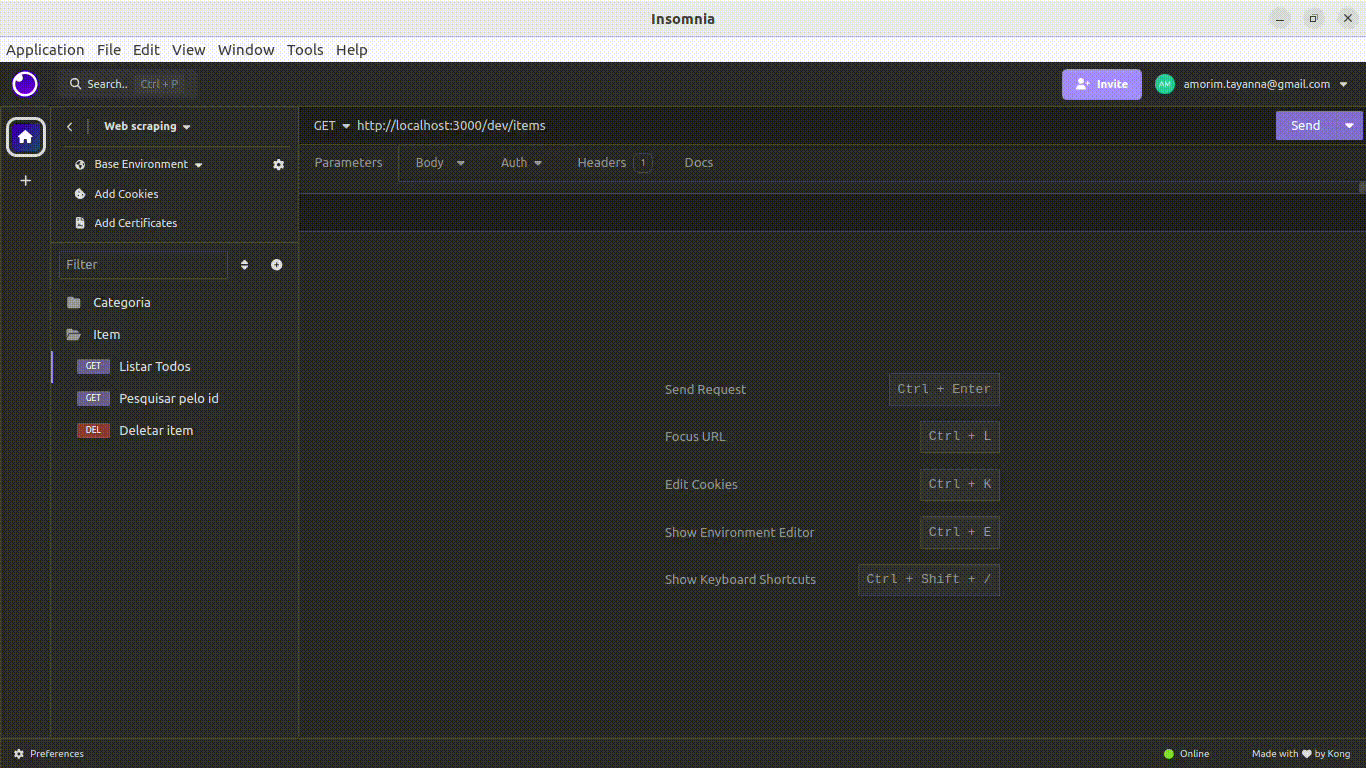 Insomnia
Application File Edit View Window Tools Help
Search.. Ctrl + P
Invite
AM
amorim.tayanna@gmail.com
Web scraping
GET http://localhost:3000/dev/items
Send
Base Environment
Parameters Body Auth Headers 1 Docs
Add Cookies
Add Certificates
Filter
Categoria
Item
GET Listar Todos
GET Pesquisar pelo id
DEL Deletar item
Send Request Ctrl + Enter
Focus URL Ctrl + L
Edit Cookies Ctrl + K
Show Environment Editor Ctrl + E
Show Keyboard Shortcuts Ctrl + Shift + /
Preferences
Online
Made with ♥ by Kong